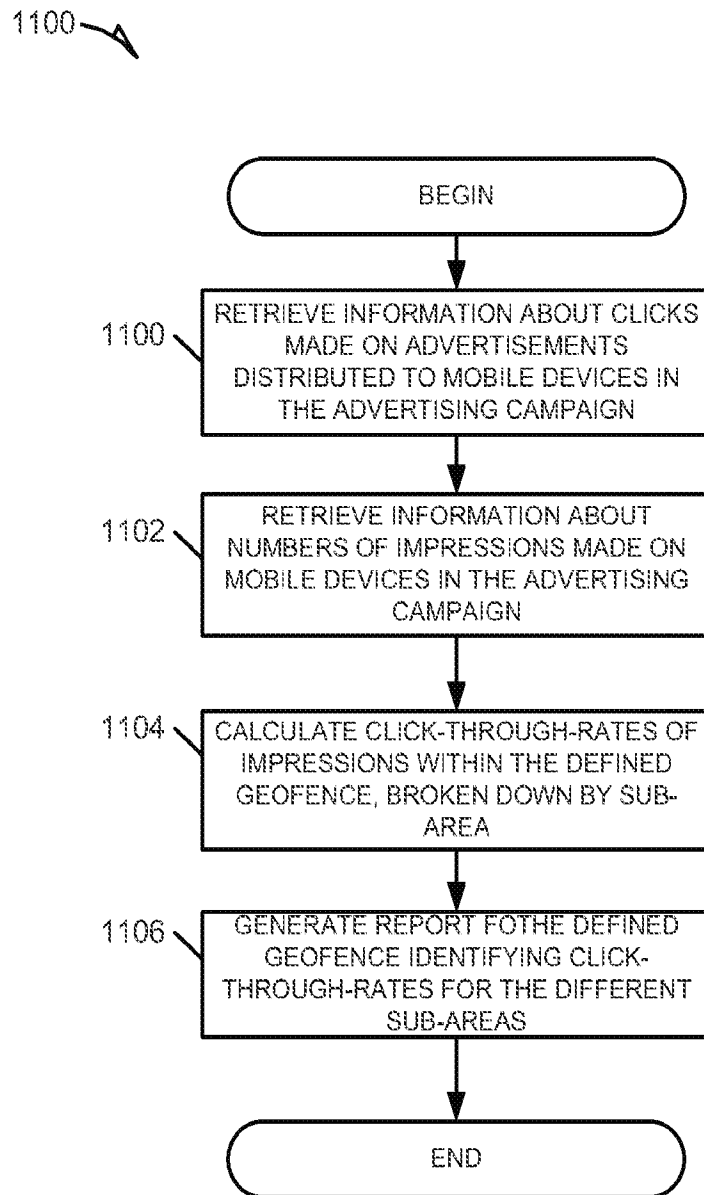 1100
BEGIN
1100
RETRIEVE INFORMATION ABOUT CLICKS
MADE ON ADVERTISEMENTS
DISTRIBUTED TO MOBILE DEVICES IN
THE ADVERTISING CAMPAIGN
1102
RETRIEVE INFORMATION ABOUT
NUMBERS OF IMPRESSIONS MADE ON
MOBILE DEVICES IN THE ADVERTISING
CAMPAIGN
1104
CALCULATE CLICK-THROUGH-RATES OF
IMPRESSIONS WITHIN THE DEFINED
GEOFENCE, BROKEN DOWN BY SUB-
AREA
1106
GENERATE REPORT FOTHE DEFINED
GEOFENCE IDENTIFYING CLICK-
THROUGH-RATES FOR THE DIFFERENT
SUB-AREAS
END